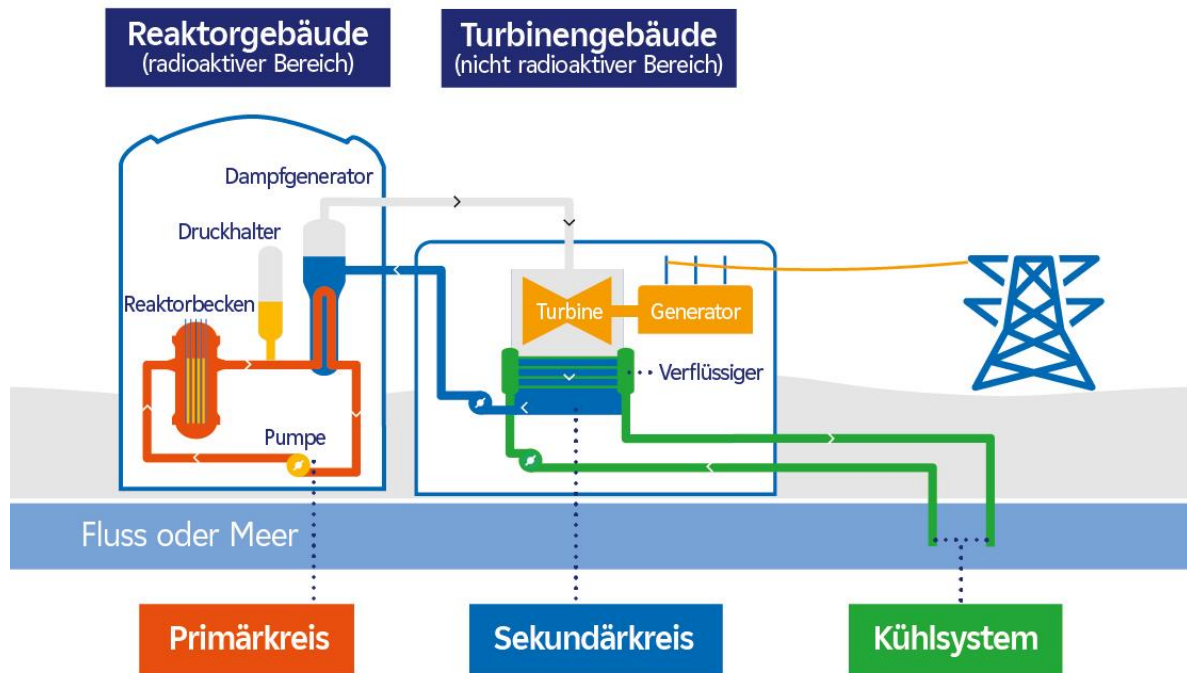 Reaktorgebäude
(radioaktiver Bereich)
Turbinengebäude
(nicht radioaktiver Bereich)
Dampfgenerator
Druckhalter
Reaktorbecken
Turbine
Generator
Verflüssiger
Pumpe
Fluss oder Meer
Primärkreis
Sekundärkreis
Kühlsystem